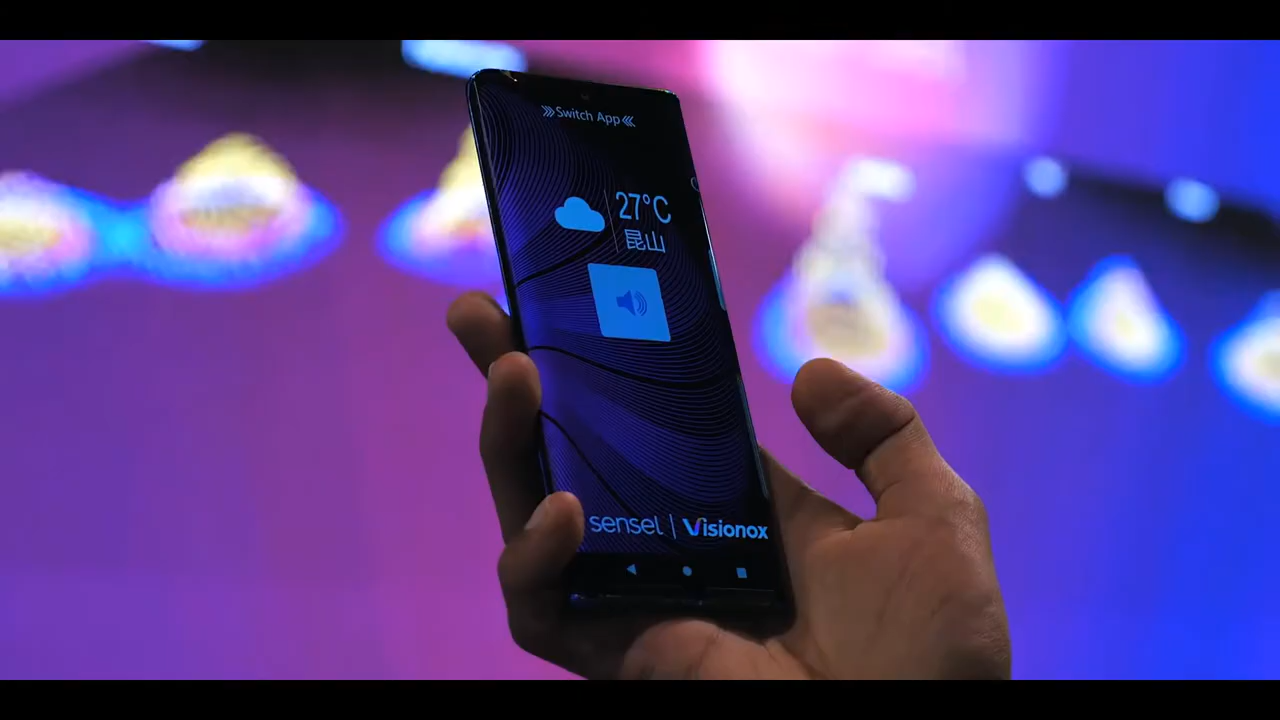 Switch App
27°C
昆山
sensel | Visionox